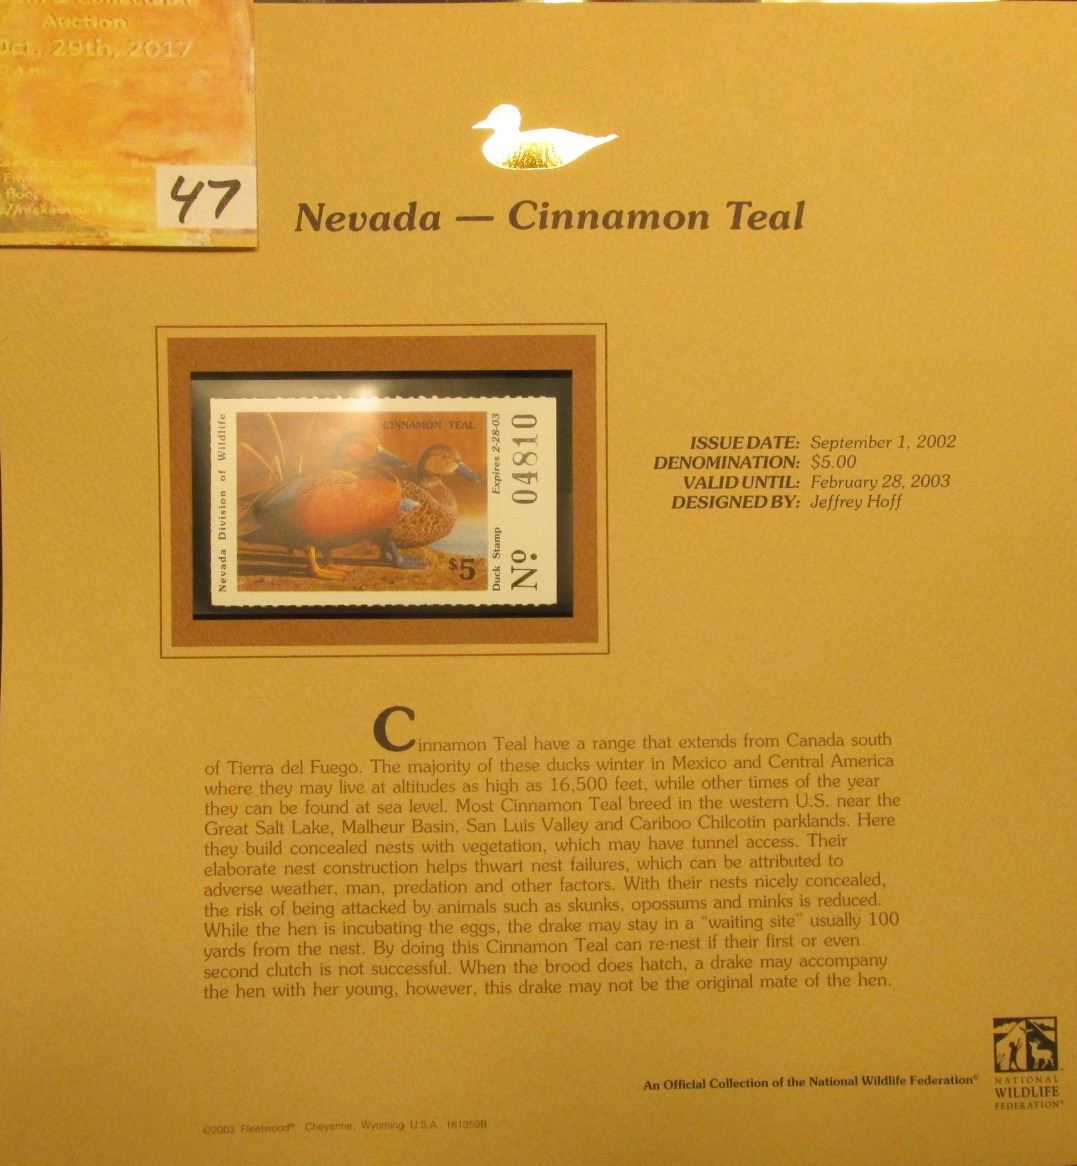 Auction
Oct. 29th, 2017
47
Nevada — Cinnamon Teal
Nevada Division of Wildlife
CINNAMON TEAL
$5
Duck Stamp Expires 2-28-03
Nº 04810
ISSUE DATE: September 1, 2002
DENOMINATION: $5.00
VALID UNTIL: February 28, 2003
DESIGNED BY: Jeffrey Hoff
Cinnamon Teal have a range that extends from Canada south
of Tierra del Fuego. The majority of these ducks winter in Mexico and Central America
where they may live at altitudes as high as 16,500 feet, while other times of the year
they can be found at sea level. Most Cinnamon Teal breed in the western U.S. near the
Great Salt Lake, Malheur Basin, San Luis Valley and Cariboo Chilcotin parklands. Here
they build concealed nests with vegetation, which may have tunnel access. Their
elaborate nest construction helps thwart nest failures, which can be attributed to
adverse weather, man, predation and other factors. With their nests nicely concealed,
the risk of being attacked by animals such as skunks, opossums and minks is reduced.
While the hen is incubating the eggs, the drake may stay in a “waiting site” usually 100
yards from the nest. By doing this Cinnamon Teal can re-nest if their first or even
second clutch is not successful. When the brood does hatch, a drake may accompany
the hen with her young, however, this drake may not be the original mate of the hen.
An Official Collection of the National Wildlife Federation®
NATIONAL
WILDLIFE
FEDERATION®
©2003 Fleetwood® Cheyenne, Wyoming U.S.A. 161359B